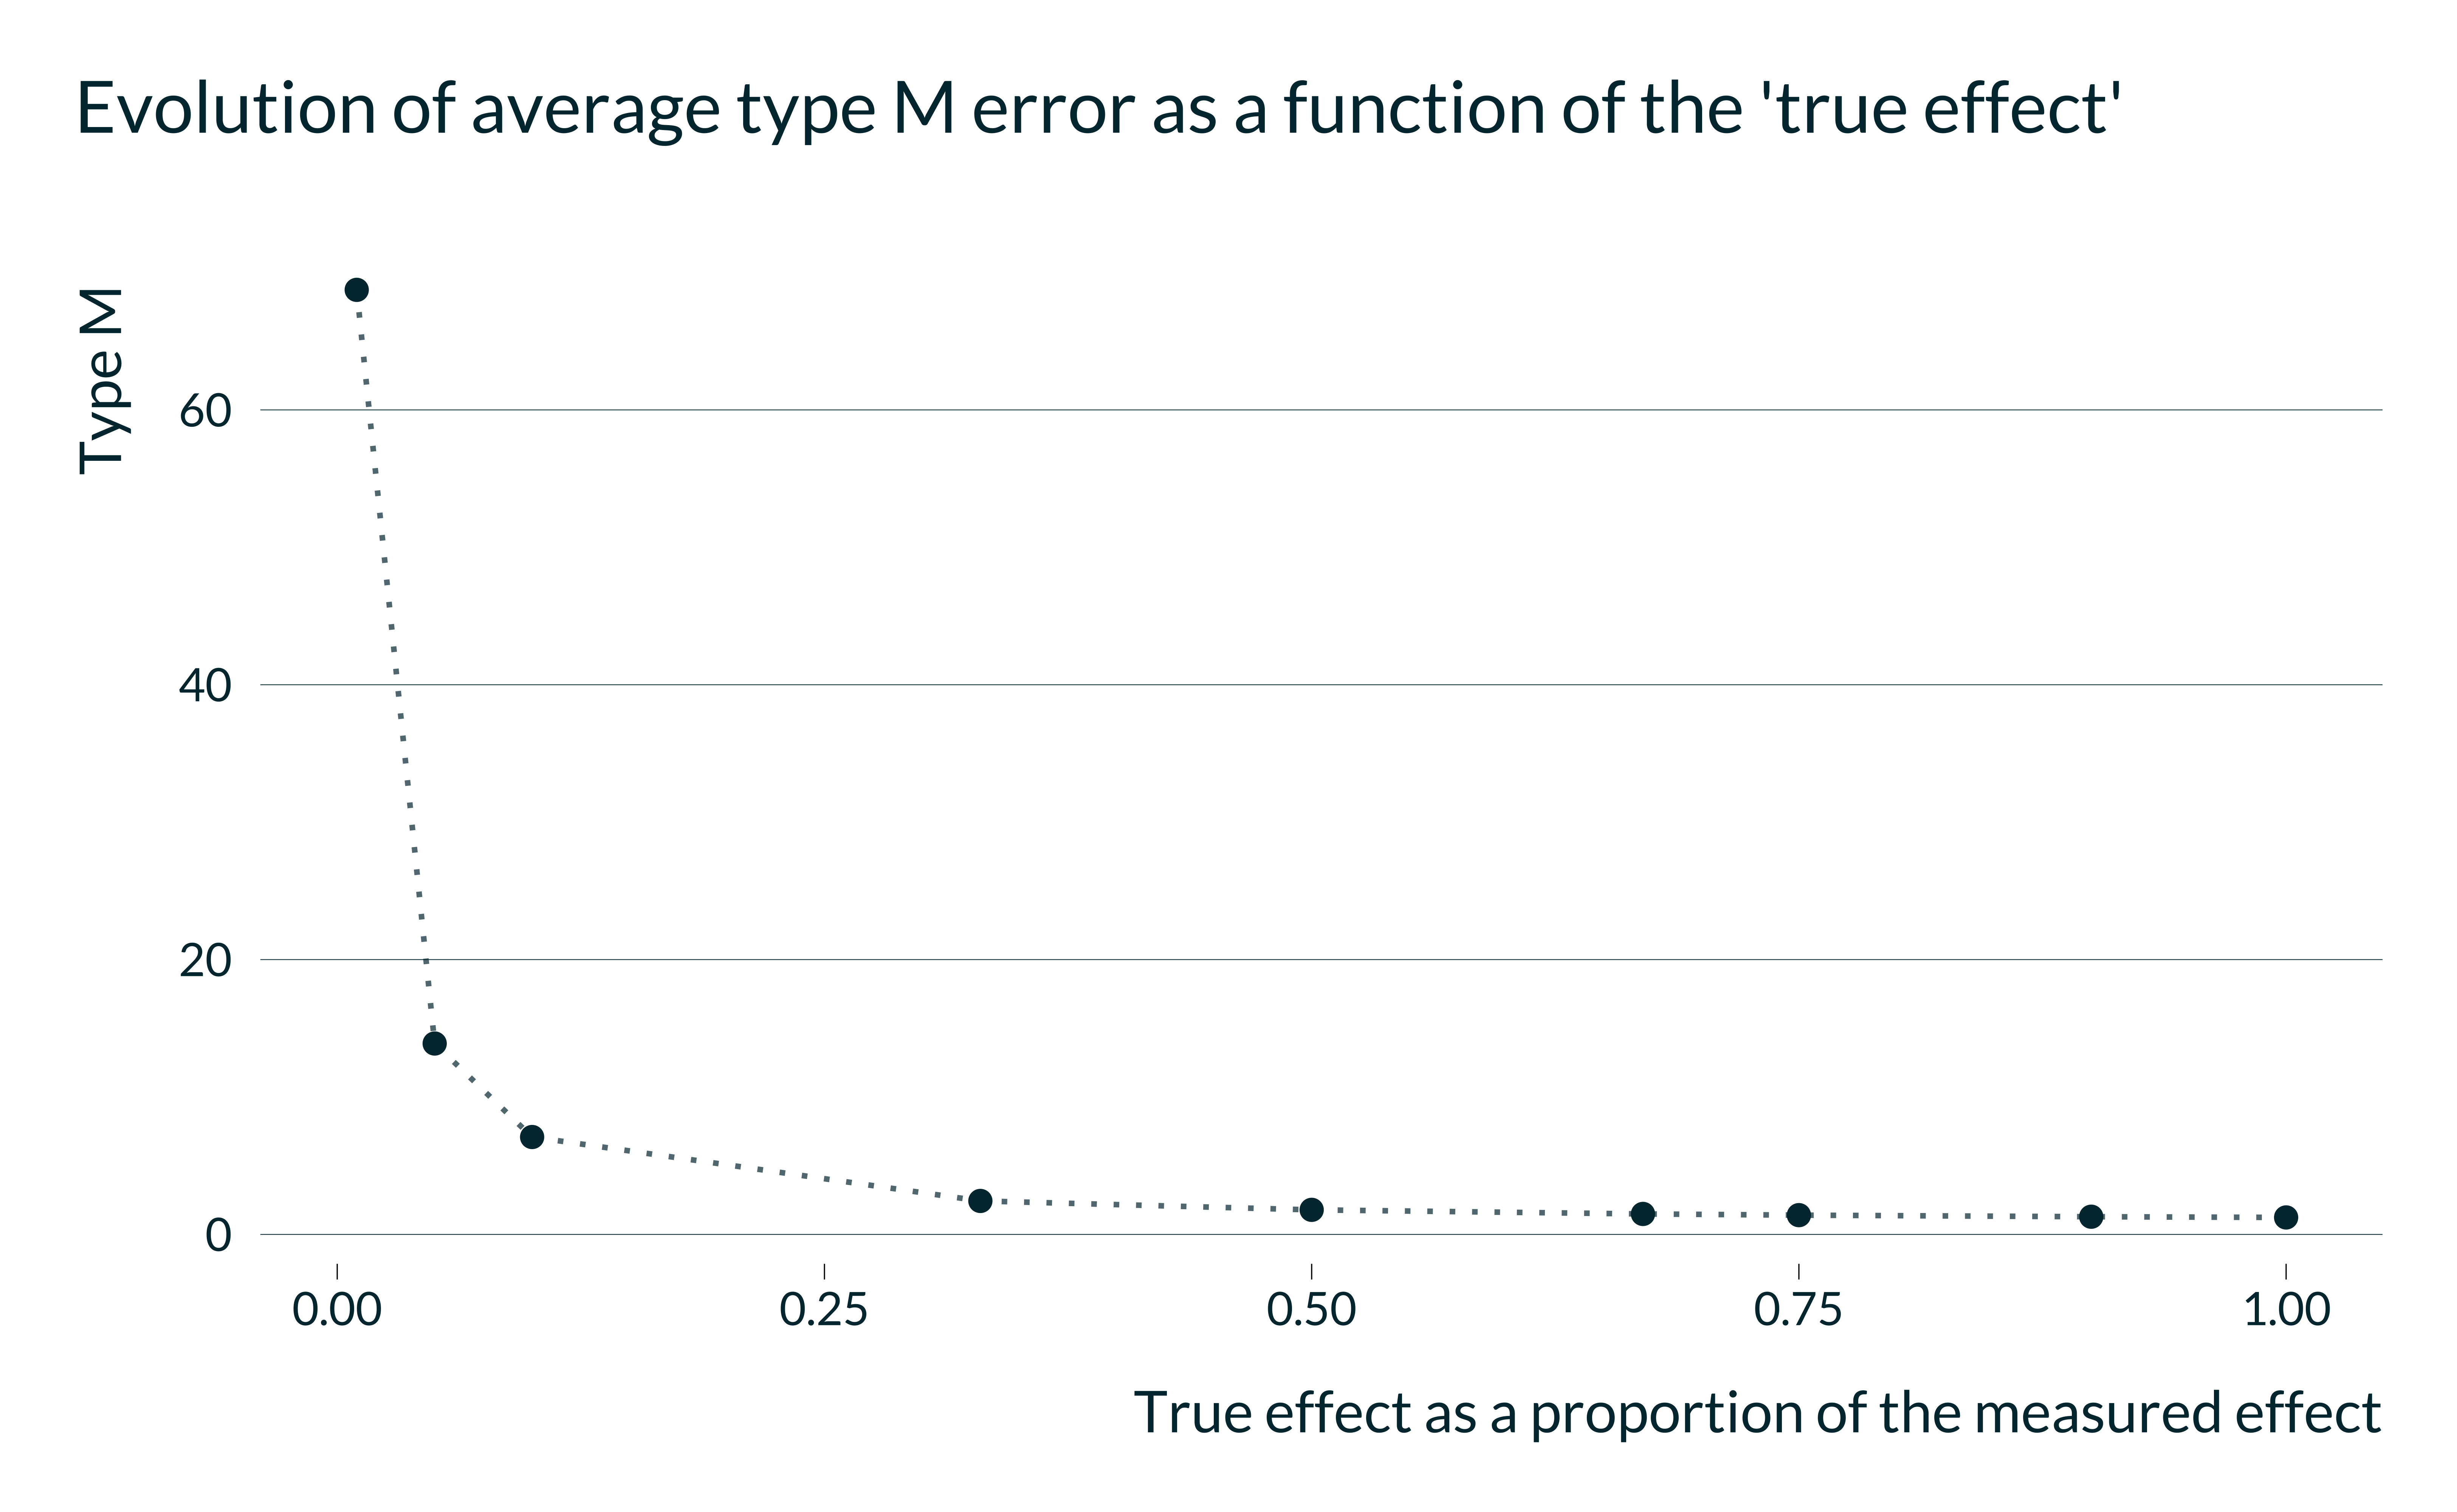 Evolution of average type M error as a function of the 'true effect'
Type M
60
40
20
0
0.00 0.25 0.50 0.75 1.00
True effect as a proportion of the measured effect